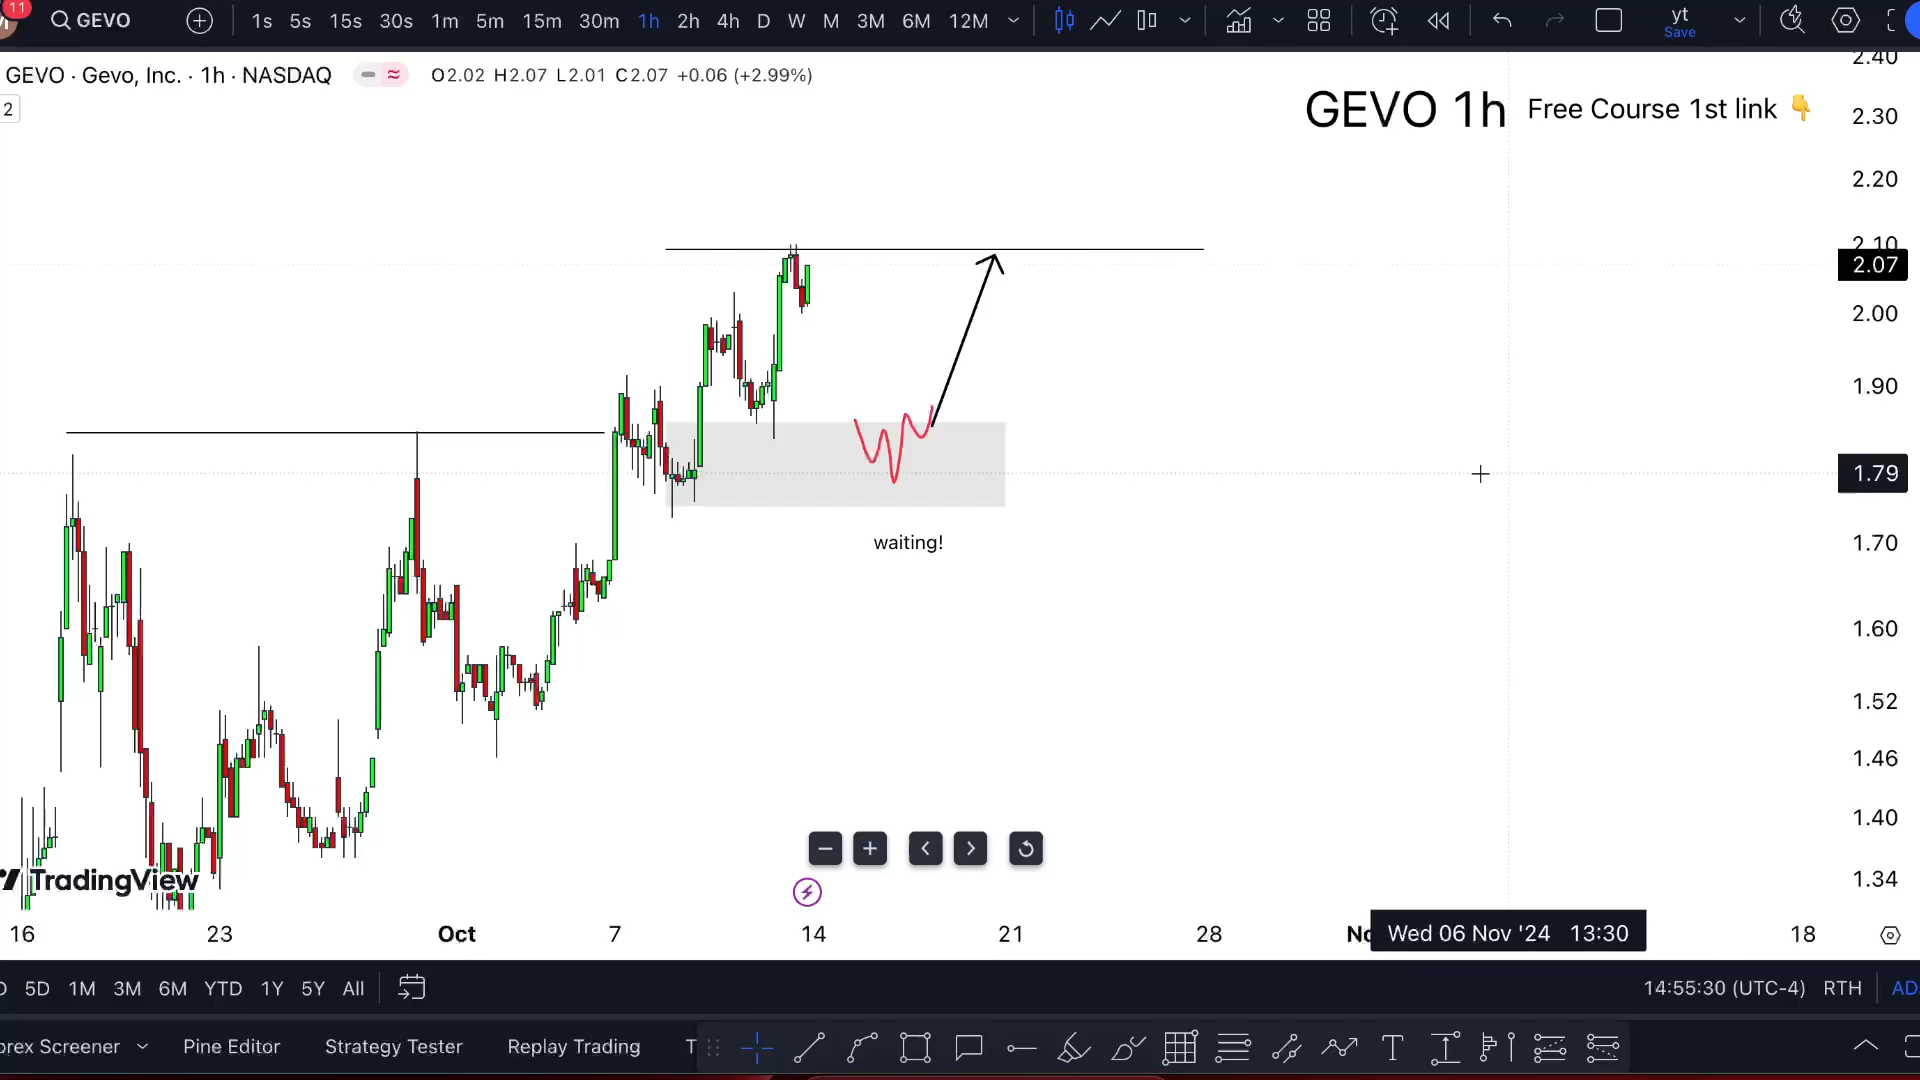 11
GEVO
1s 5s 15s 30s 1m 5m 15m 30m 1h 2h 4h D W M 3M 6M 12M
yt
Save
GEVO · Gevo, Inc. · 1h · NASDAQ
O2.02 H2.07 L2.01 C2.07 +0.06 (+2.99%)
2
GEVO 1h
Free Course 1st link 👇
2.40
2.30
2.20
2.10
2.07
2.00
1.90
1.79
1.70
1.60
1.52
1.46
1.40
1.34
waiting!
TradingView
16 23 Oct 7 14 21 28 Wed 06 Nov '24 13:30 18
5D 1M 3M 6M YTD 1Y 5Y All
14:55:30 (UTC-4) RTH AD
orex Screener Pine Editor Strategy Tester Replay Trading T